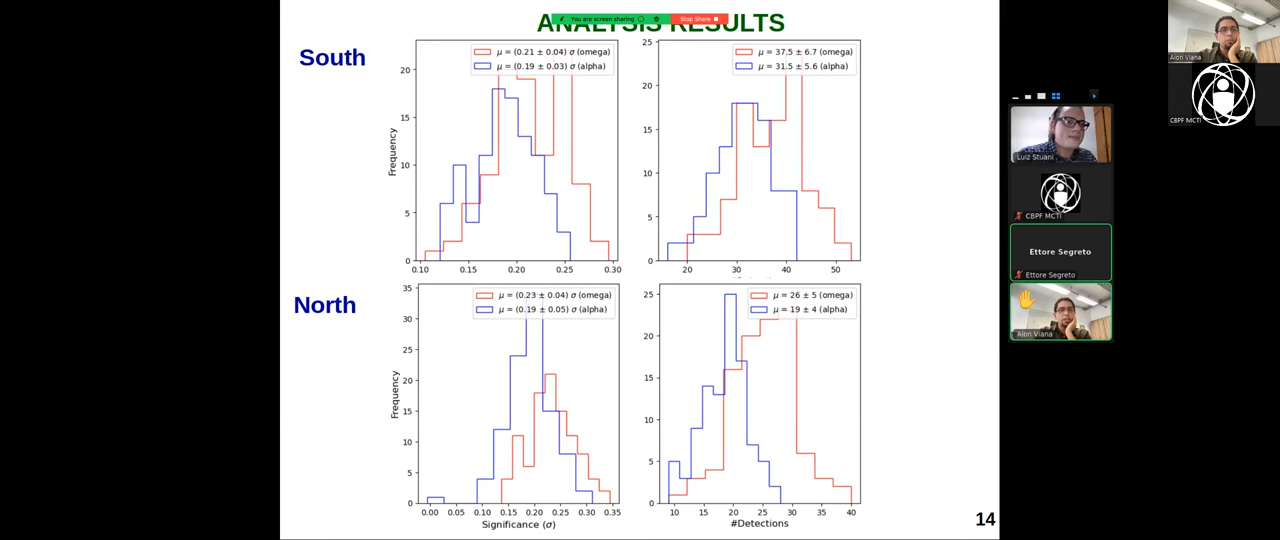 You are screen sharing
Stop Share
ANALYSIS RESULTS
South
μ = (0.21 ± 0.04) σ (omega)
μ = (0.19 ± 0.03) σ (alpha)
μ = 37.5 ± 6.7 (omega)
μ = 31.5 ± 5.6 (alpha)
Frequency
0
5
10
15
20
0.10
0.15
0.20
0.25
0.30
0
5
10
15
20
25
20
30
40
50
North
μ = (0.23 ± 0.04) σ (omega)
μ = (0.19 ± 0.05) σ (alpha)
μ = 26 ± 5 (omega)
μ = 19 ± 4 (alpha)
Frequency
0
5
10
15
20
25
30
35
0.00
0.05
0.10
0.15
0.20
0.25
0.30
0.35
Significance (σ)
0
5
10
15
20
25
10
15
20
25
30
35
40
#Detections
14
Luiz Stuani
CBPF MCTI
Ettore Segreto
Ettore Segreto
Aion Viana
Aion Viana
CBPF MCTI